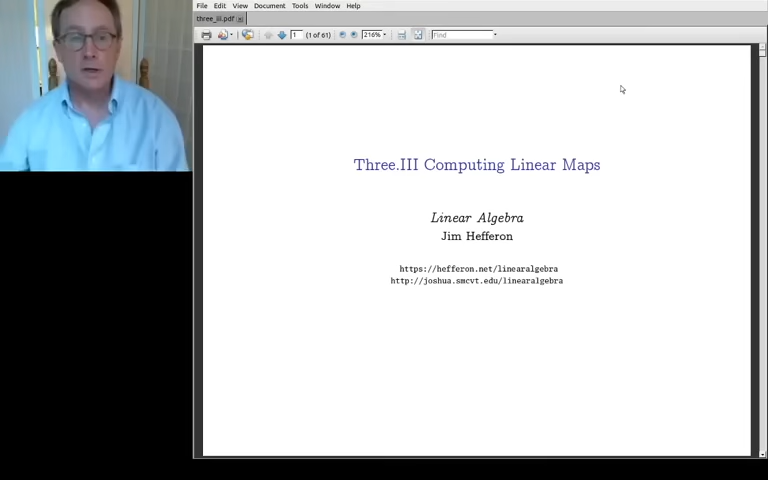 File Edit View Document Tools Window Help
three_iii.pdf
1 (1 of 61) 216% Find
Three.III Computing Linear Maps
Linear Algebra
Jim Hefferon
https://hefferon.net/linearalgebra
http://joshua.smcvt.edu/linearalgebra